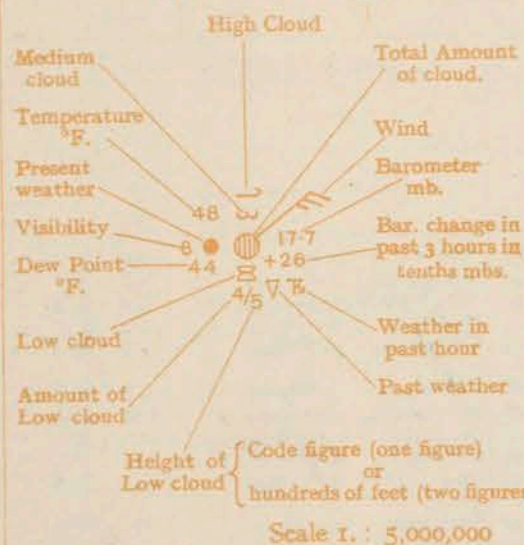 High Cloud
Medium
cloud
Total Amount
of cloud.
Temperature
°F.
Wind
Present
weather
Barometer
mb.
48
Visibility
8
17·7
Bar. change in
past 3 hours in
tenths mbs.
+26
Dew Point
°F.
44
4/5
Low cloud
Weather in
past hour
Amount of
Low cloud
Past weather
Height of
Low cloud
Code figure (one figure)
or
hundreds of feet (two figures
Scale 1. : 5,000,000